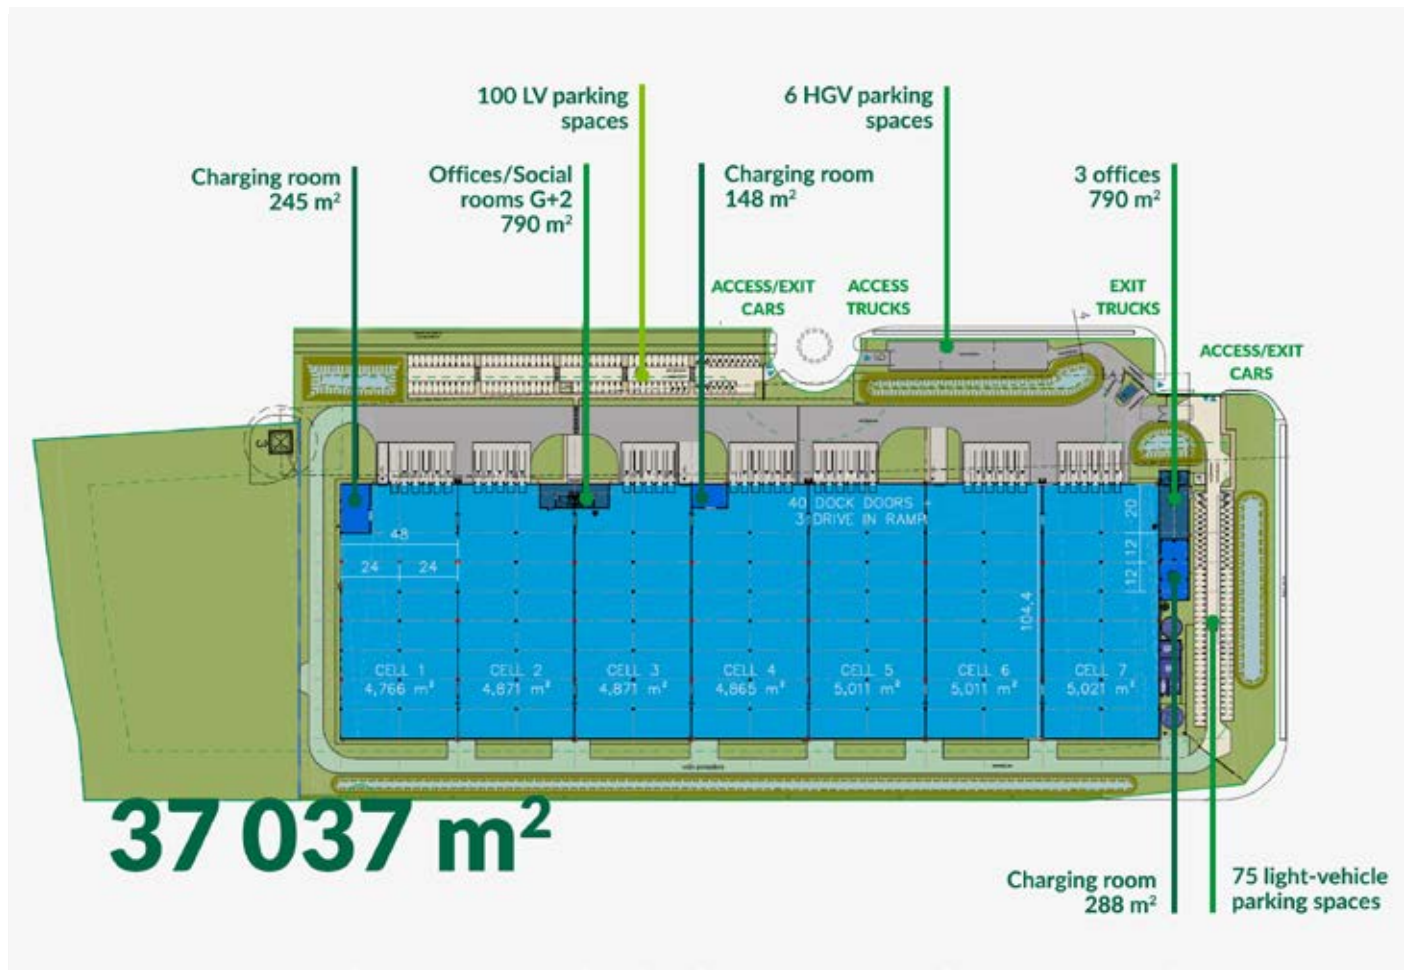 100 LV parking
spaces
6 HGV parking
spaces
Charging room
245 m²
Offices/Social
rooms G+2
790 m²
Charging room
148 m²
3 offices
790 m²
ACCESS/EXIT
CARS
ACCESS
TRUCKS
EXIT
TRUCKS
ACCESS/EXIT
CARS
40 DOCK DOORS +
3 DRIVE IN RAMP
48
24
24
20
12
12
104.4
CELL 1
4,766 m²
CELL 2
4,871 m²
CELL 3
4,871 m²
CELL 4
4,865 m²
CELL 5
5,011 m²
CELL 6
5,011 m²
CELL 7
5,021 m²
37 037 m²
Charging room
288 m²
75 light-vehicle
parking spaces